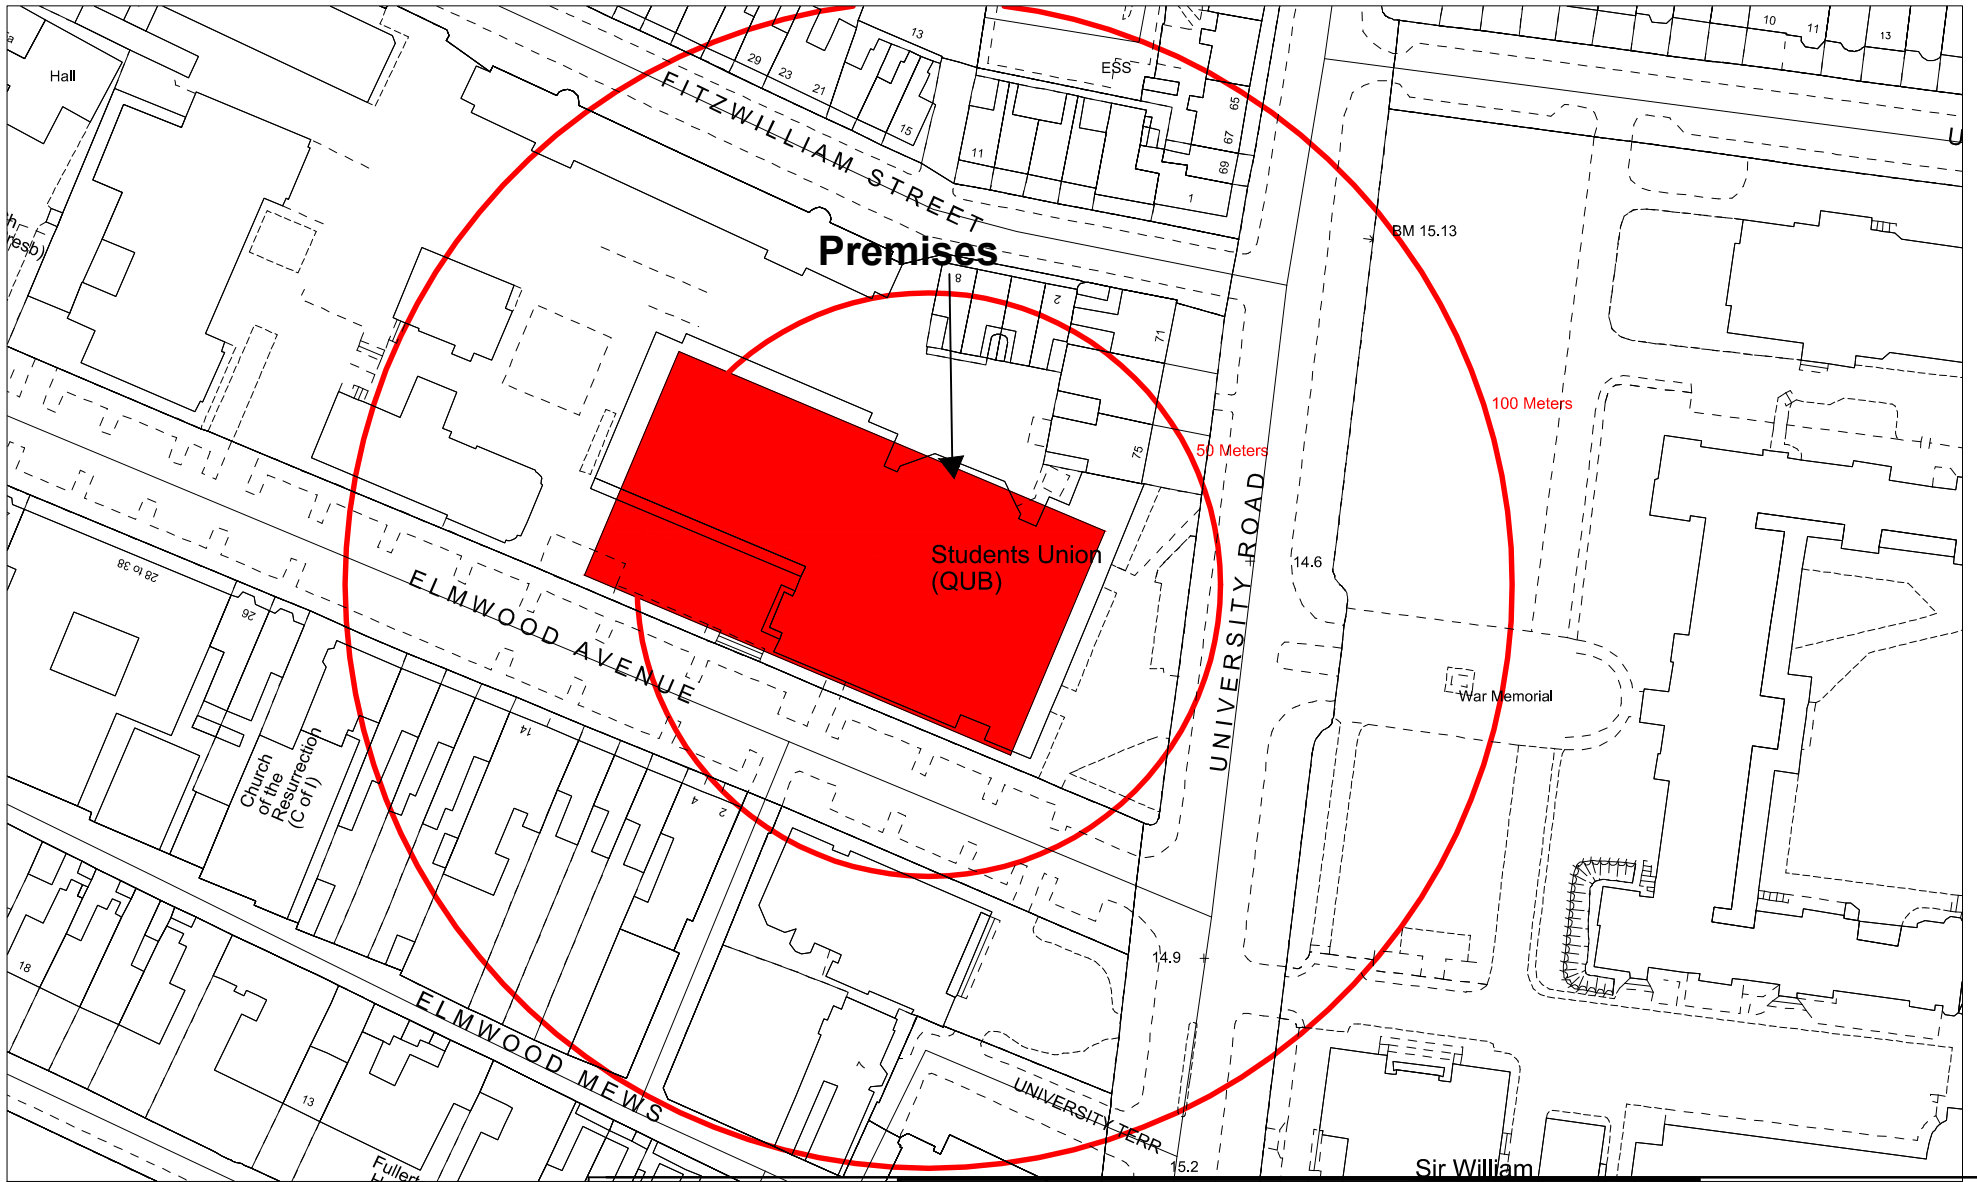 Hall
13
29
23
21
15
FITZWILLIAM STREET
ESS
11
65
67
69
1
10
11
13
U
BM 15.13
resb)
Premises
8
2
71
75
100 Meters
50 Meters
Students Union
(QUB)
UNIVERSITY ROAD
14.6
War Memorial
28 to 38
26
ELMWOOD AVENUE
14
4
2
Church
of the
Resurrection
(C of I)
14.9
18
13
ELMWOOD MEWS
7
UNIVERSITY TERR
15.2
Fullert
Sir William